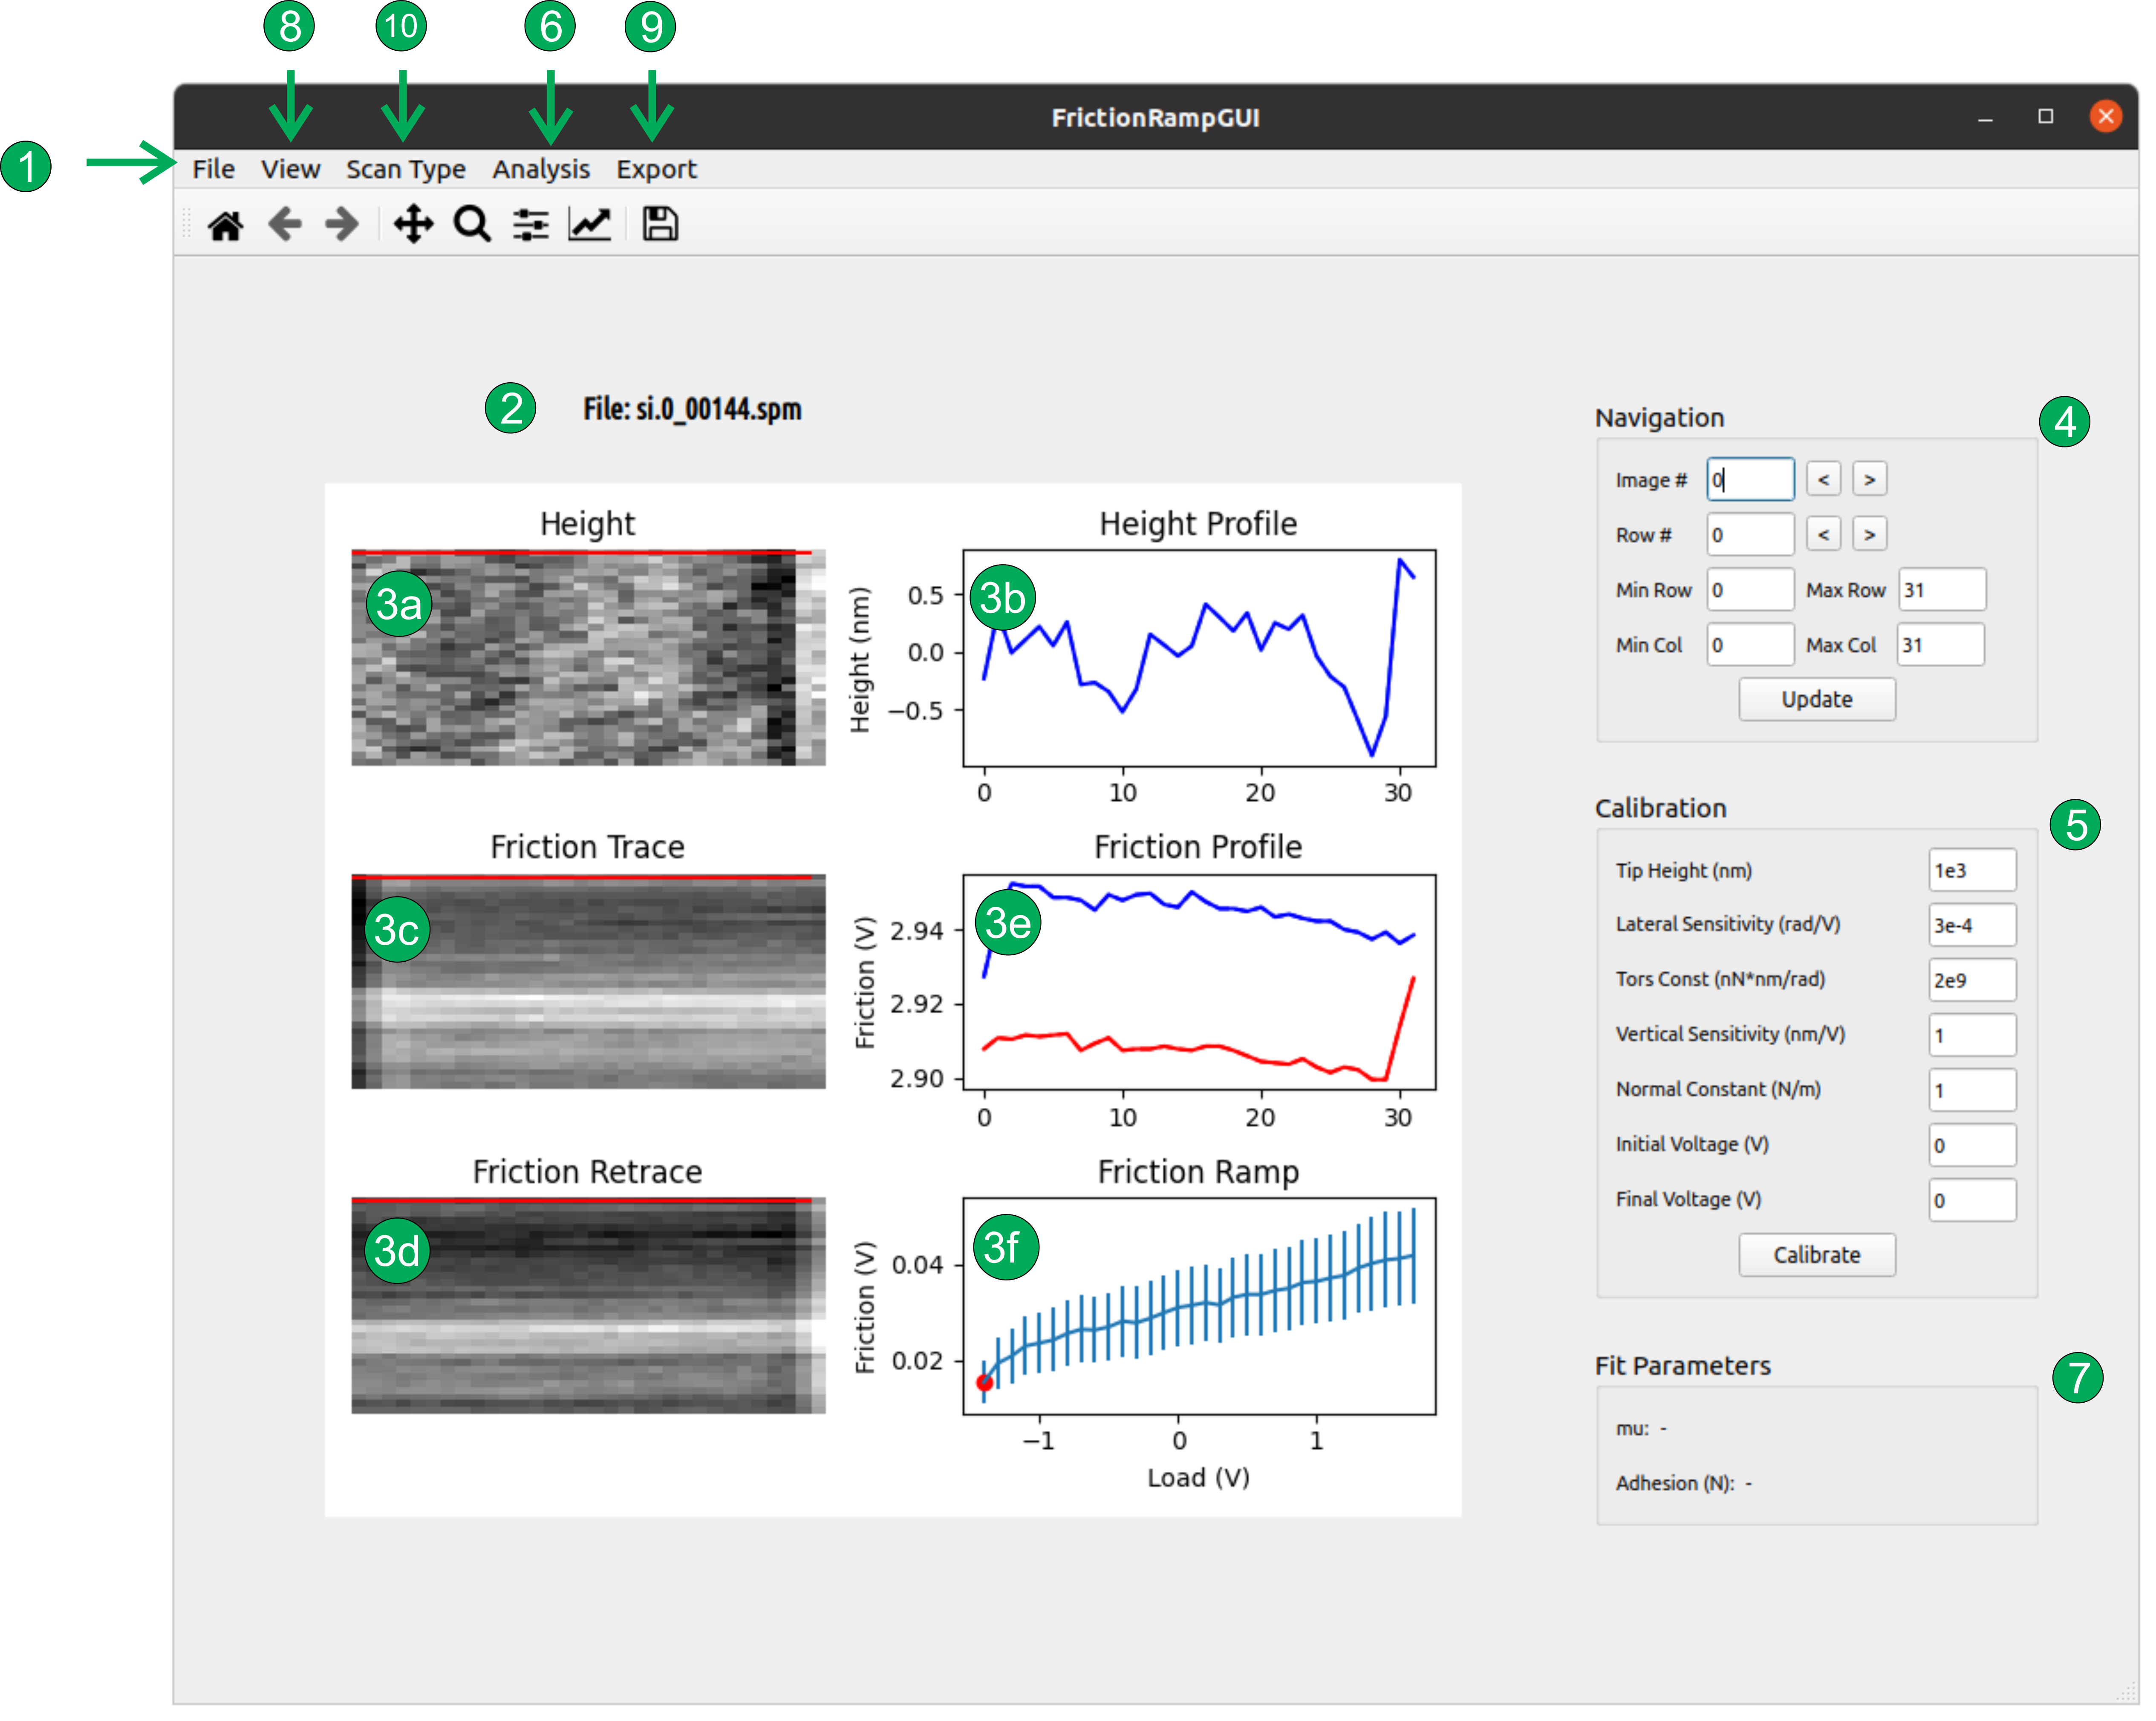 8 10 6 9
FrictionRampGUI
1
File View Scan Type Analysis Export
2 File: si.0_00144.spm
Height
3a
Height Profile
3b
Height (nm)
0.5
0.0
−0.5
0 10 20 30
Friction Trace
3c
Friction Profile
3e
Friction (V)
2.94
2.92
2.90
0 10 20 30
Friction Retrace
3d
Friction Ramp
3f
Friction (V)
0.04
0.02
−1 0 1
Load (V)
Navigation 4
Image # 0 < >
Row # 0 < >
Min Row 0 Max Row 31
Min Col 0 Max Col 31
Update
Calibration 5
Tip Height (nm) 1e3
Lateral Sensitivity (rad/V) 3e-4
Tors Const (nN*nm/rad) 2e9
Vertical Sensitivity (nm/V) 1
Normal Constant (N/m) 1
Initial Voltage (V) 0
Final Voltage (V) 0
Calibrate
Fit Parameters 7
mu: -
Adhesion (N): -